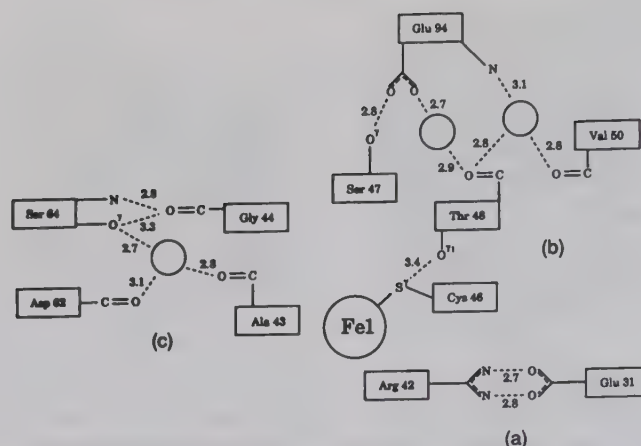 Glu 94
N
3.1
O O
2.8
2.7
Val 50
2.8
2.8
O γ
2.9
O = C
O = C
Ser 47
Thr 48
(b)
N
2.8
Ser 64
O = C
Gly 44
O γ
3.3
2.7
O γ1
3.4
2.8
O = C
3.1
S γ
Asp 62
C = O
Cys 46
Fe1
(c)
Ala 43
N
2.7
O
Arg 42
Glu 31
N
2.8
O
(a)